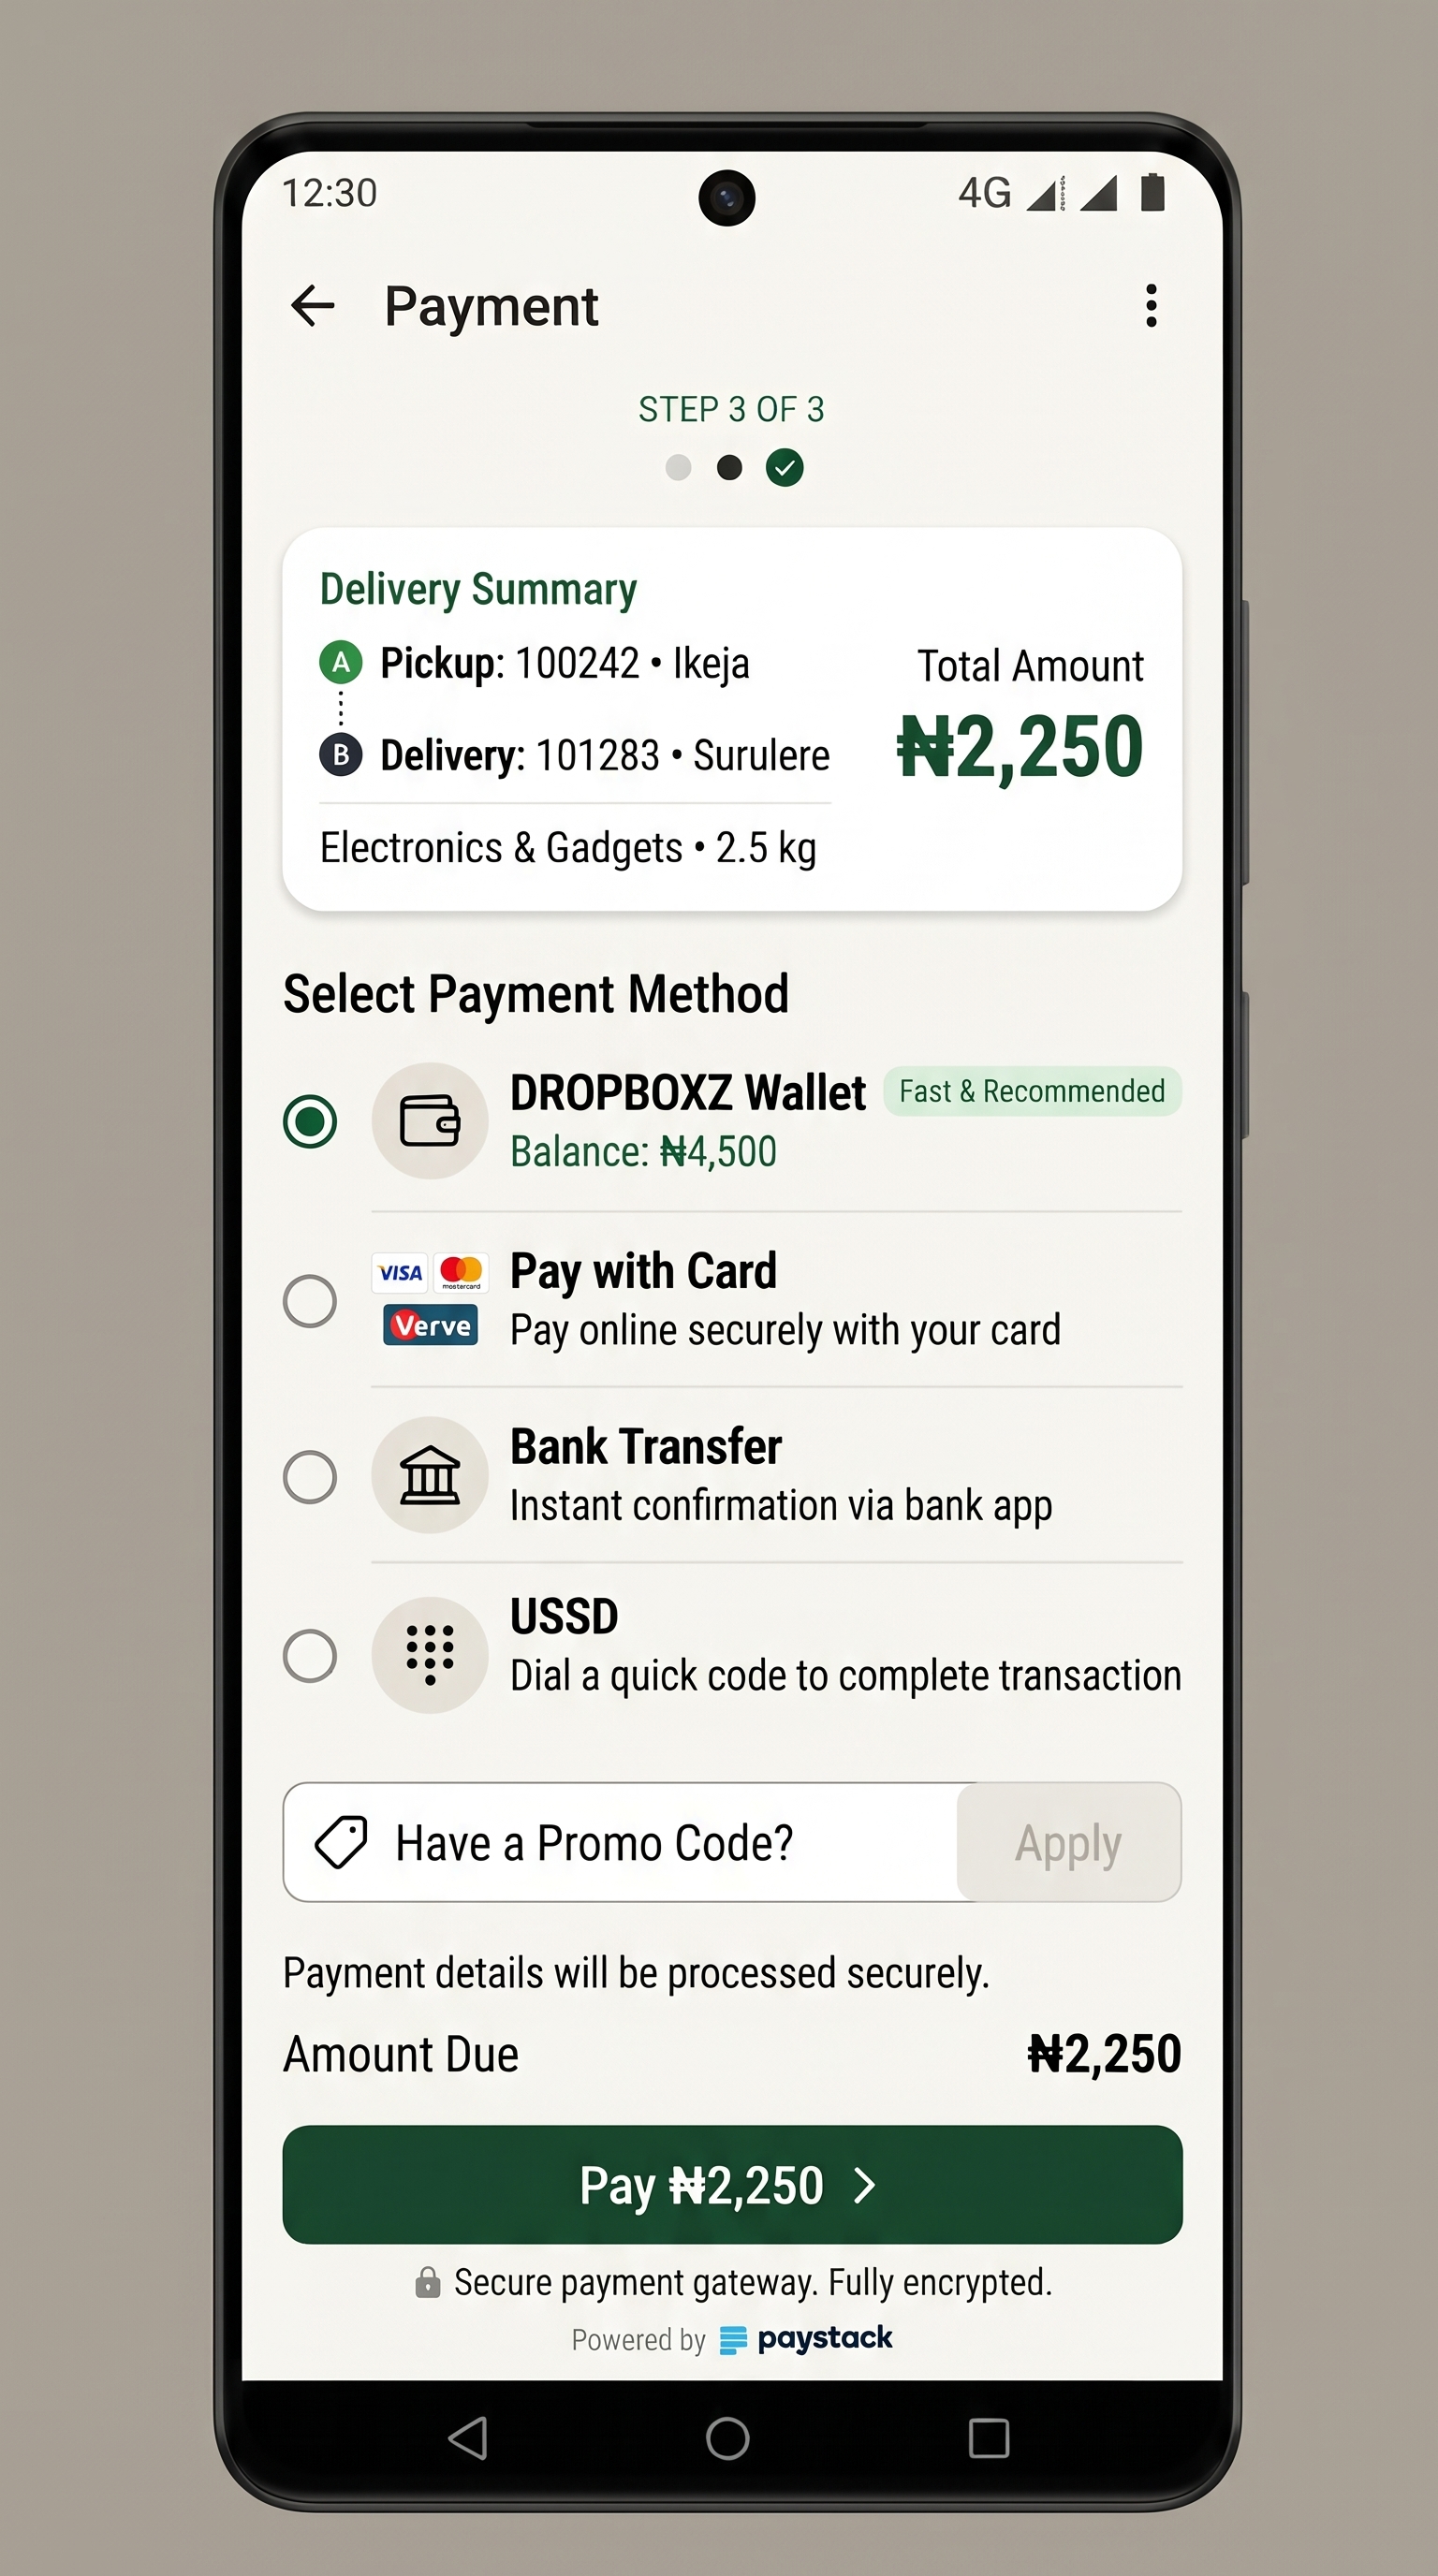 12:30
4G
Payment
STEP 3 OF 3
Delivery Summary
A Pickup: 100242 • Ikeja
B Delivery: 101283 • Surulere
Electronics & Gadgets • 2.5 kg
Total Amount
₦2,250
Select Payment Method
DROPBOXZ Wallet
Fast & Recommended
Balance: ₦4,500
VISA
mastercard
Verve
Pay with Card
Pay online securely with your card
Bank Transfer
Instant confirmation via bank app
USSD
Dial a quick code to complete transaction
Have a Promo Code?
Apply
Payment details will be processed securely.
Amount Due
₦2,250
Pay ₦2,250
Secure payment gateway. Fully encrypted.
Powered by paystack